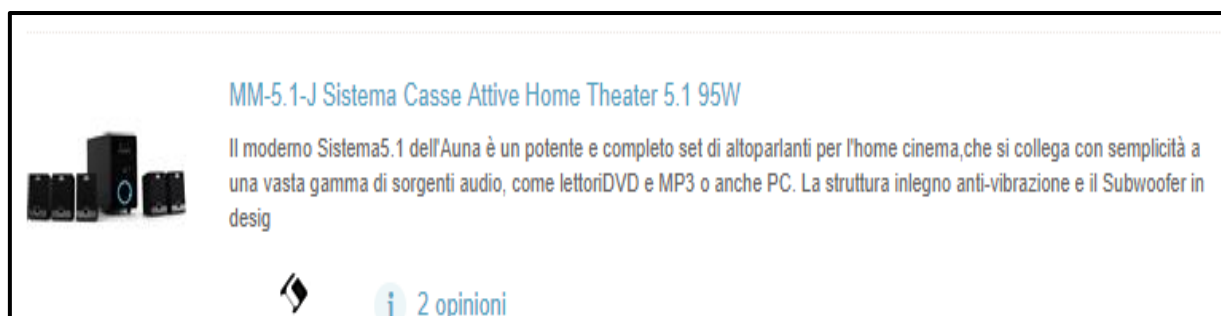 MM-5.1-J Sistema Casse Attive Home Theater 5.1 95W
Il moderno Sistema5.1 dell'Auna è un potente e completo set di altoparlanti per l'home cinema,che si collega con semplicità a
una vasta gamma di sorgenti audio, come lettoriDVD e MP3 o anche PC. La struttura inlegno anti-vibrazione e il Subwoofer in
desig
i 2 opinioni